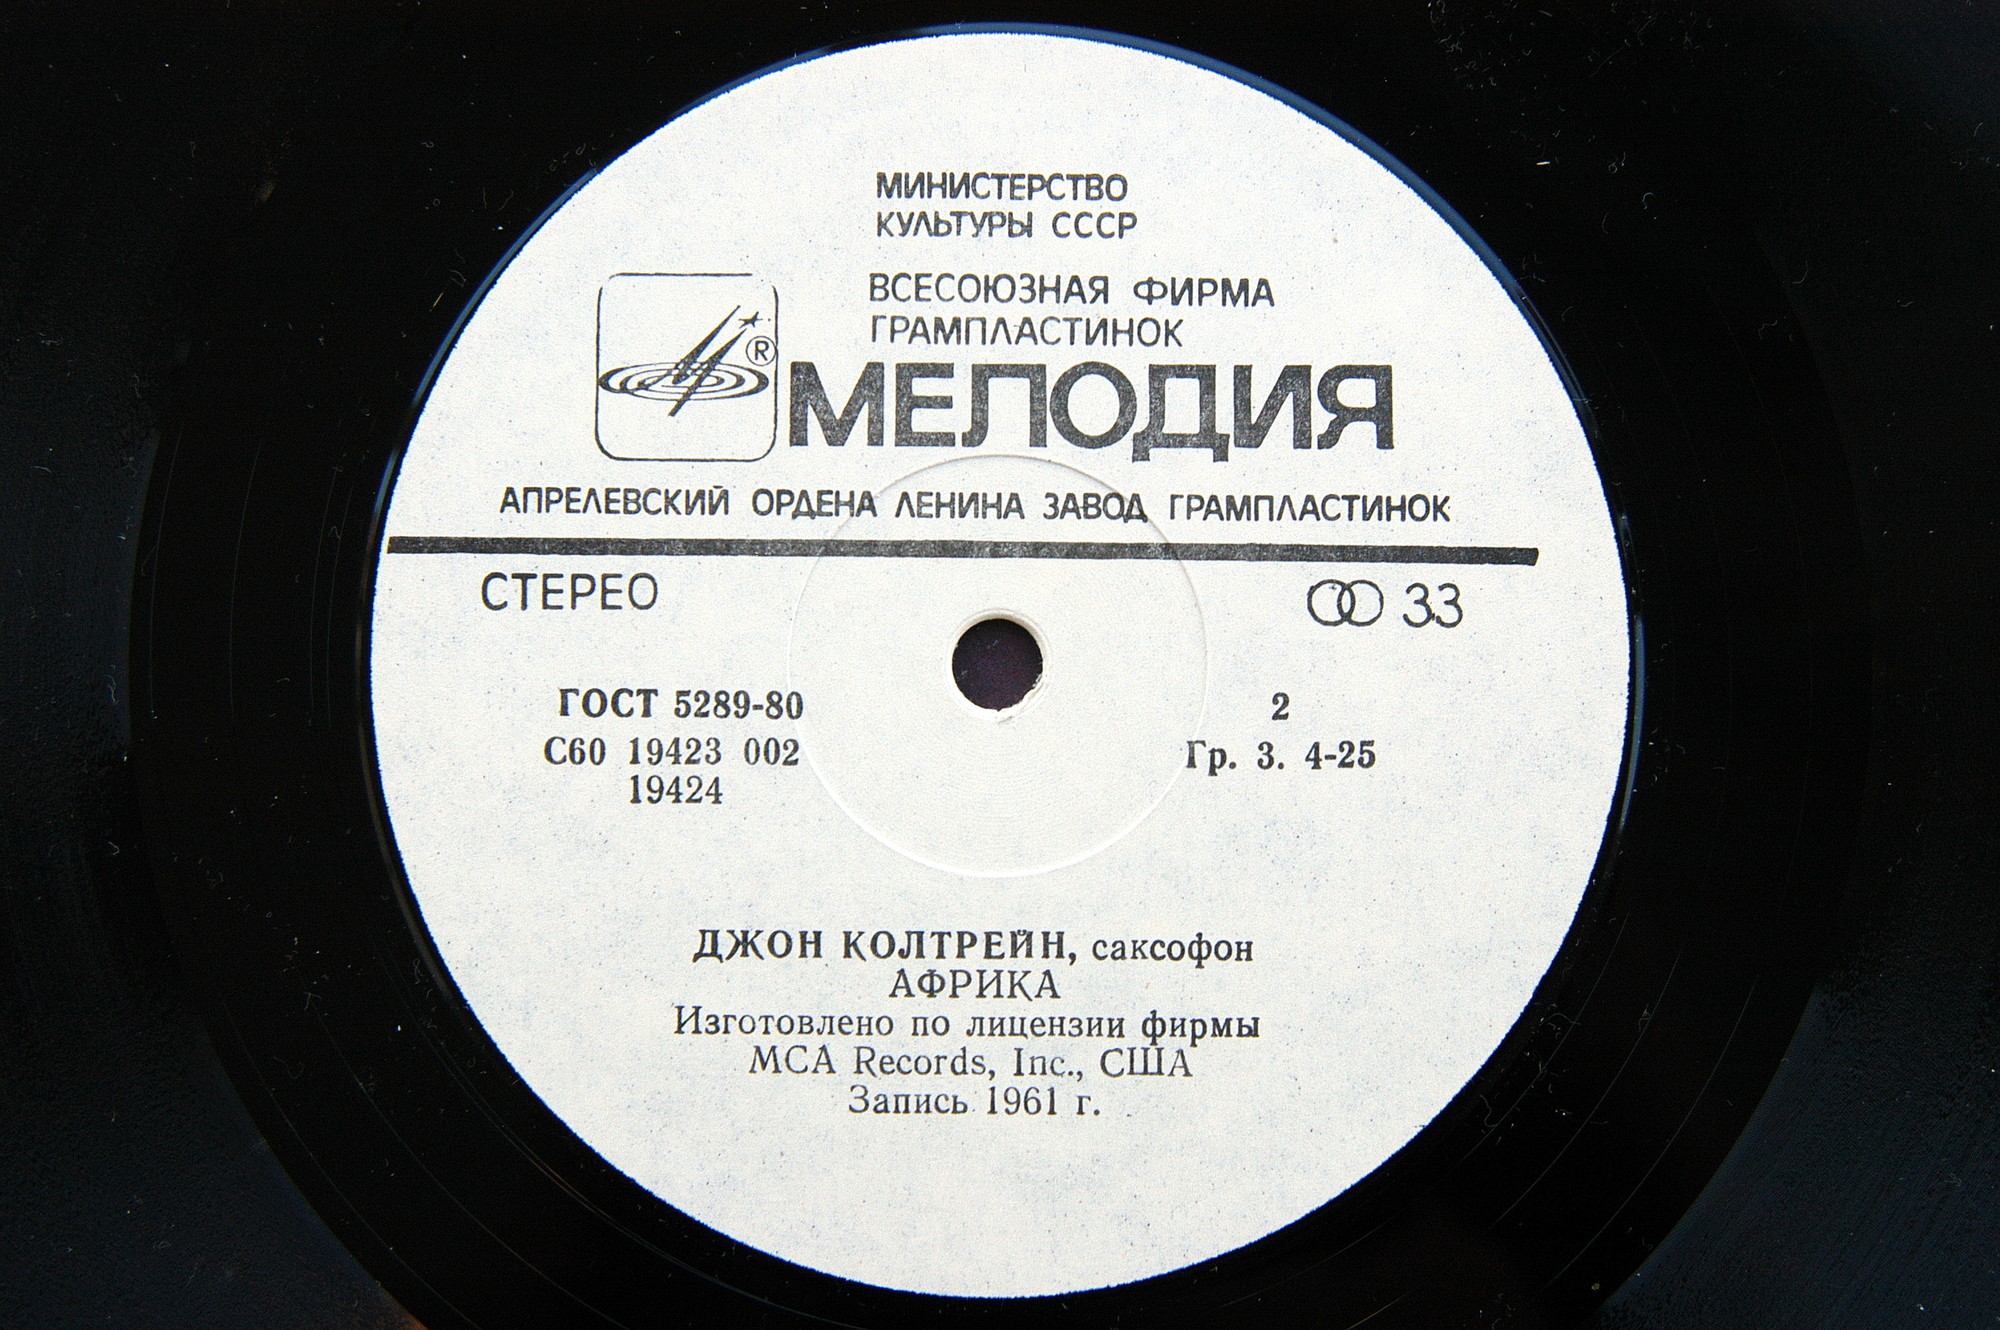 МИНИСТЕРСТВО
КУЛЬТУРЫ СССР
ВСЕСОЮЗНАЯ ФИРМА
ГРАМПЛАСТИНОК
®
МЕЛОДИЯ
АПРЕЛЕВСКИЙ ОРДЕНА ЛЕНИНА ЗАВОД ГРАМПЛАСТИНОК
СТЕРЕО
33
ГОСТ 5289-80
2
С60 19423 002
Гр. 3. 4-25
19424
ДЖОН КОЛТРЕЙН, саксофон
АФРИКА
Изготовлено по лицензии фирмы
MCA Records, Inc., США
Запись 1961 г.